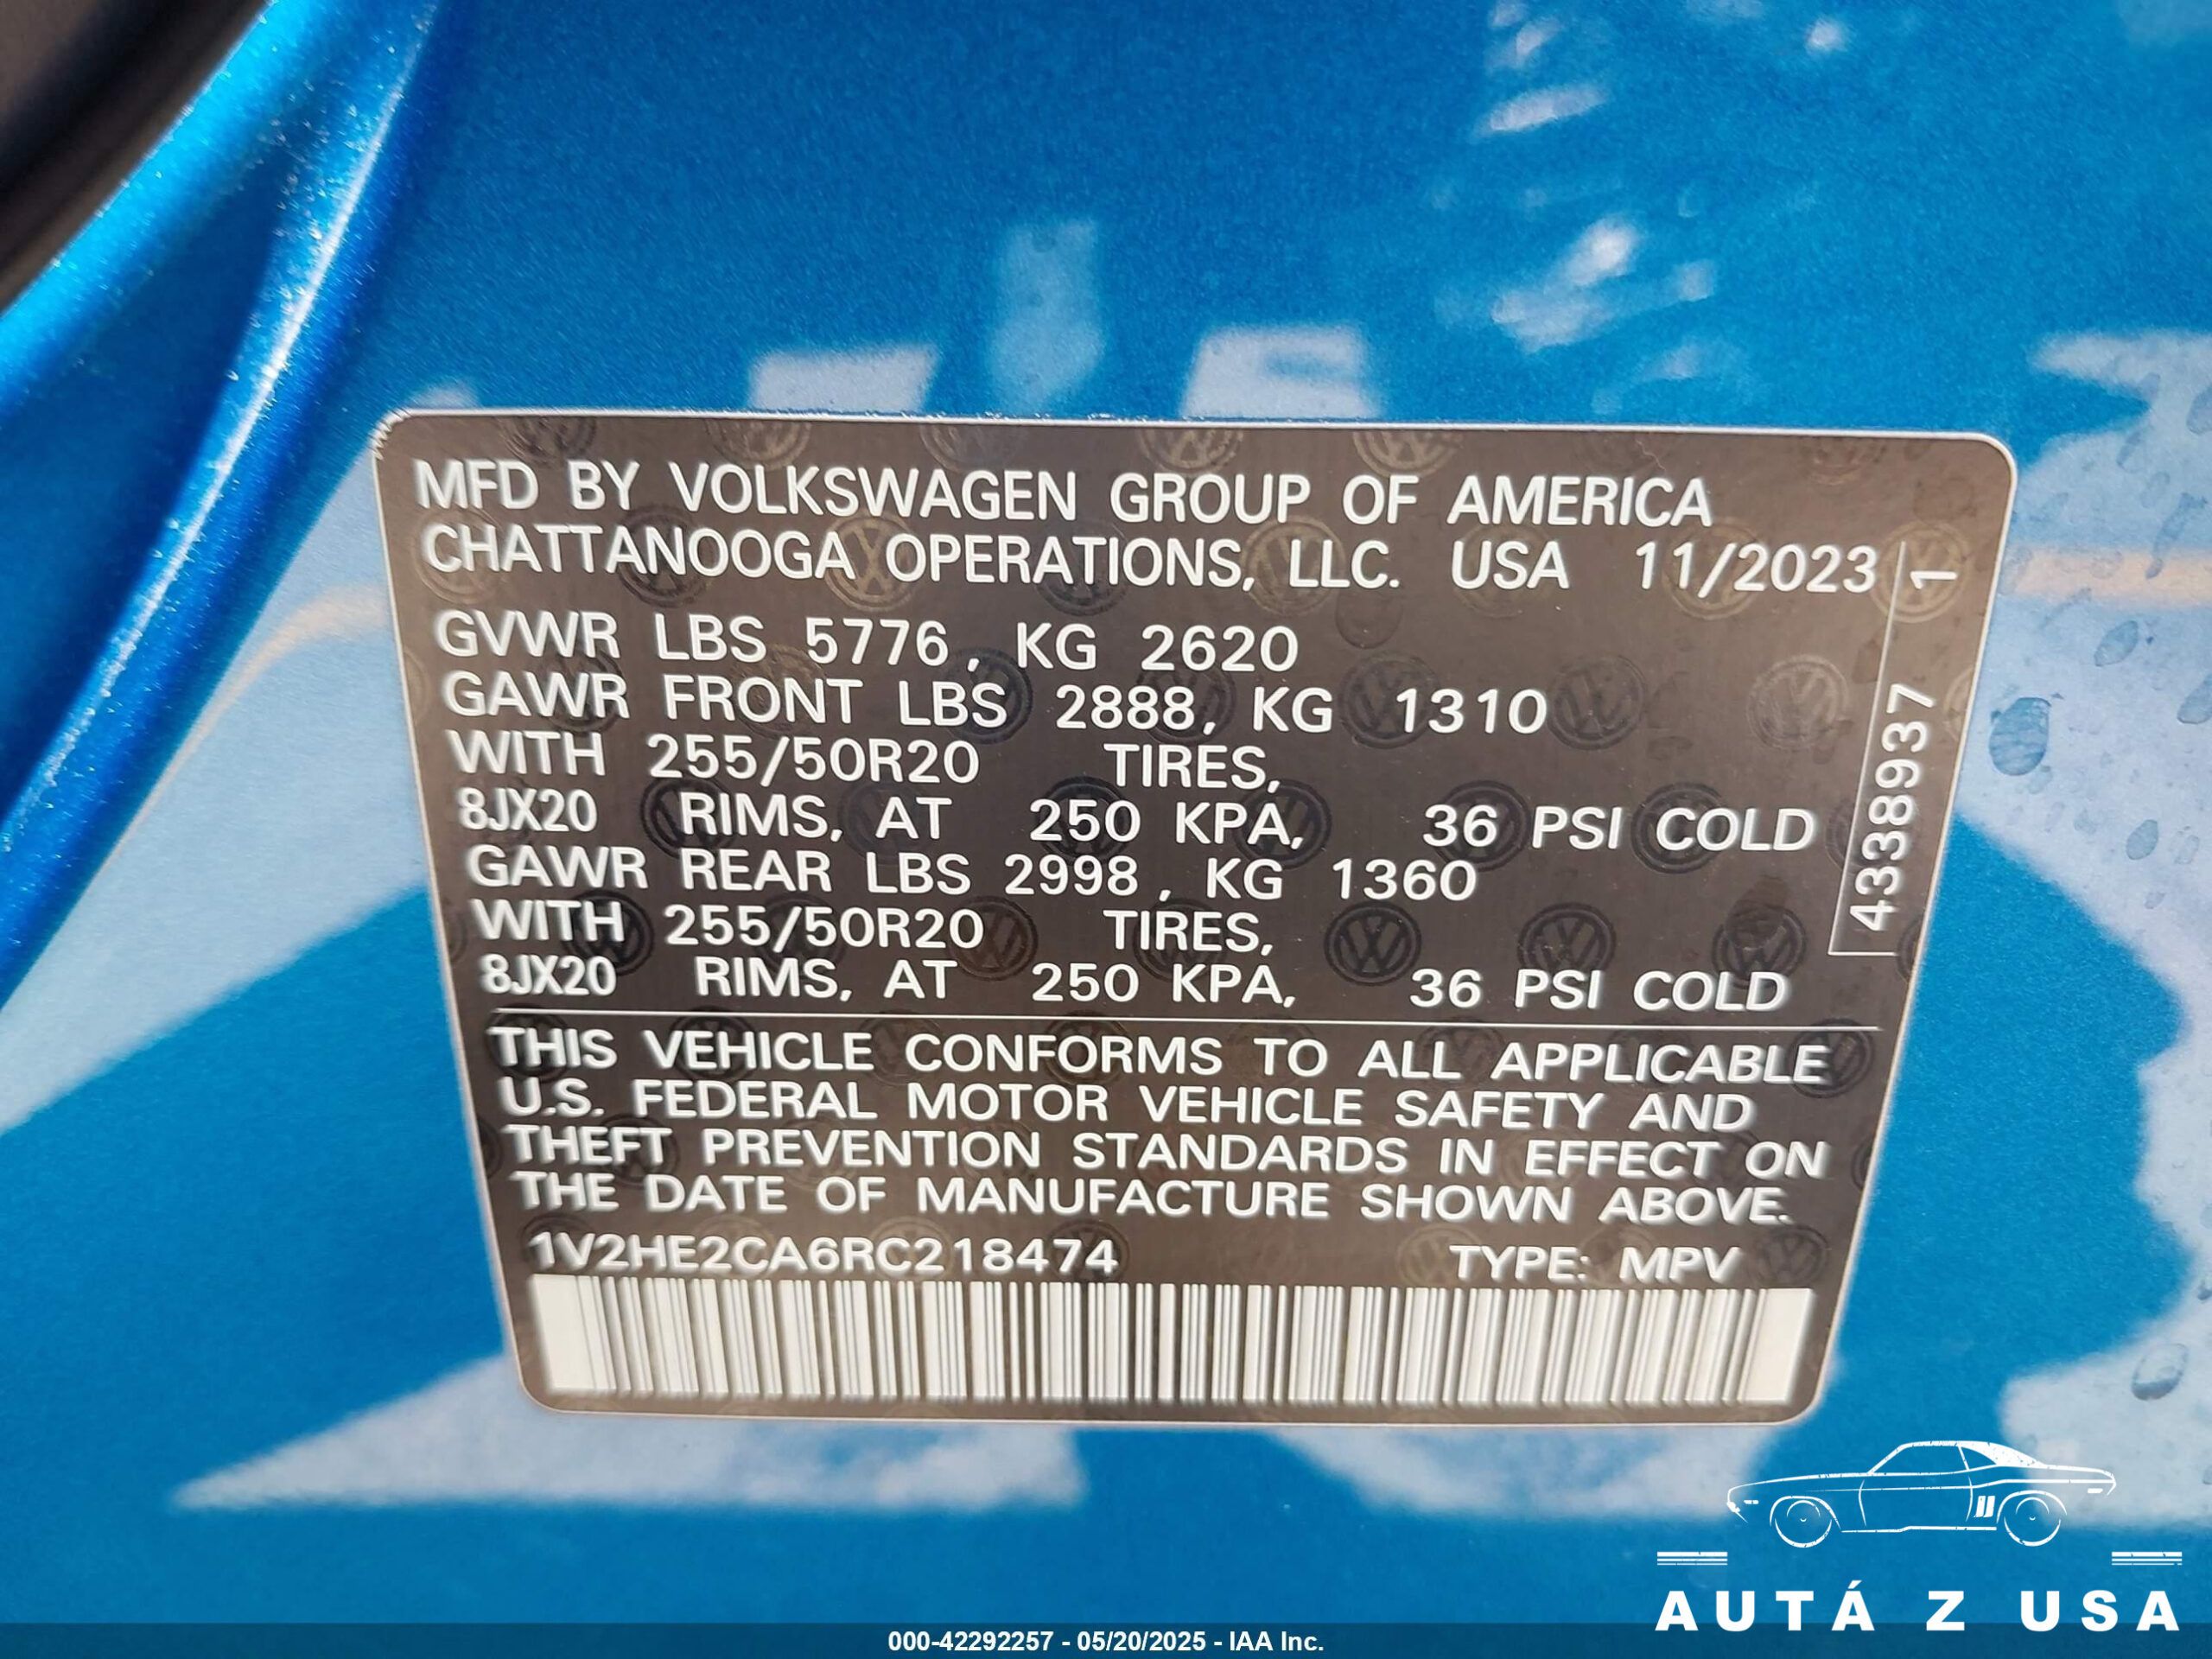 MFD BY VOLKSWAGEN GROUP OF AMERICA
CHATTANOOGA OPERATIONS, LLC. USA 11/2023
GVWR LBS 5776, KG 2620
GAWR FRONT LBS 2888, KG 1310
WITH 255/50R20 TIRES,
8JX20 RIMS, AT 250 KPA, 36 PSI COLD
GAWR REAR LBS 2998, KG 1360
WITH 255/50R20 TIRES,
8JX20 RIMS, AT 250 KPA, 36 PSI COLD
4338937 1
THIS VEHICLE CONFORMS TO ALL APPLICABLE
U.S. FEDERAL MOTOR VEHICLE SAFETY AND
THEFT PREVENTION STANDARDS IN EFFECT ON
THE DATE OF MANUFACTURE SHOWN ABOVE.
1V2HE2CA6RC218474 TYPE: MPV
AUTÁ Z USA
000-42292257 - 05/20/2025 - IAA Inc.